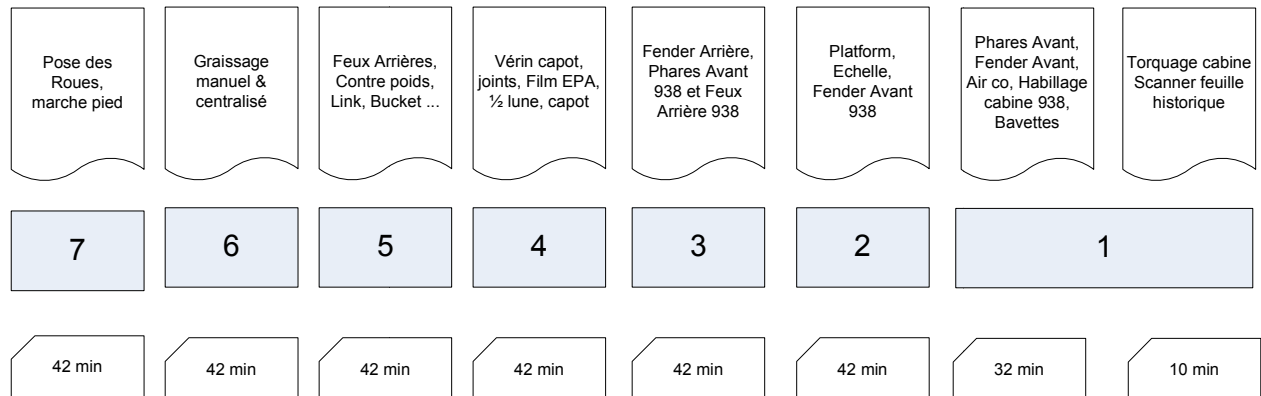 Pose des
Roues,
marche pied
Graissage
manuel &
centralisé
Feux Arrières,
Contre poids,
Link, Bucket ...
Vérin capot,
joints, Film EPA,
½ lune, capot
Fender Arrière,
Phares Avant
938 et Feux
Arrière 938
Platform,
Echelle,
Fender Avant
938
Phares Avant,
Fender Avant,
Air co, Habillage
cabine 938,
Bavettes
Torquage cabine
Scanner feuille
historique
7
6
5
4
3
2
1
42 min
42 min
42 min
42 min
42 min
42 min
32 min
10 min